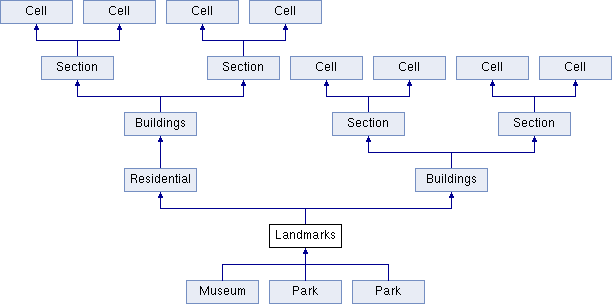 Cell Cell Cell Cell
Section Section Cell Cell Cell Cell
Buildings Section Section
Residential Buildings
Landmarks
Museum Park Park